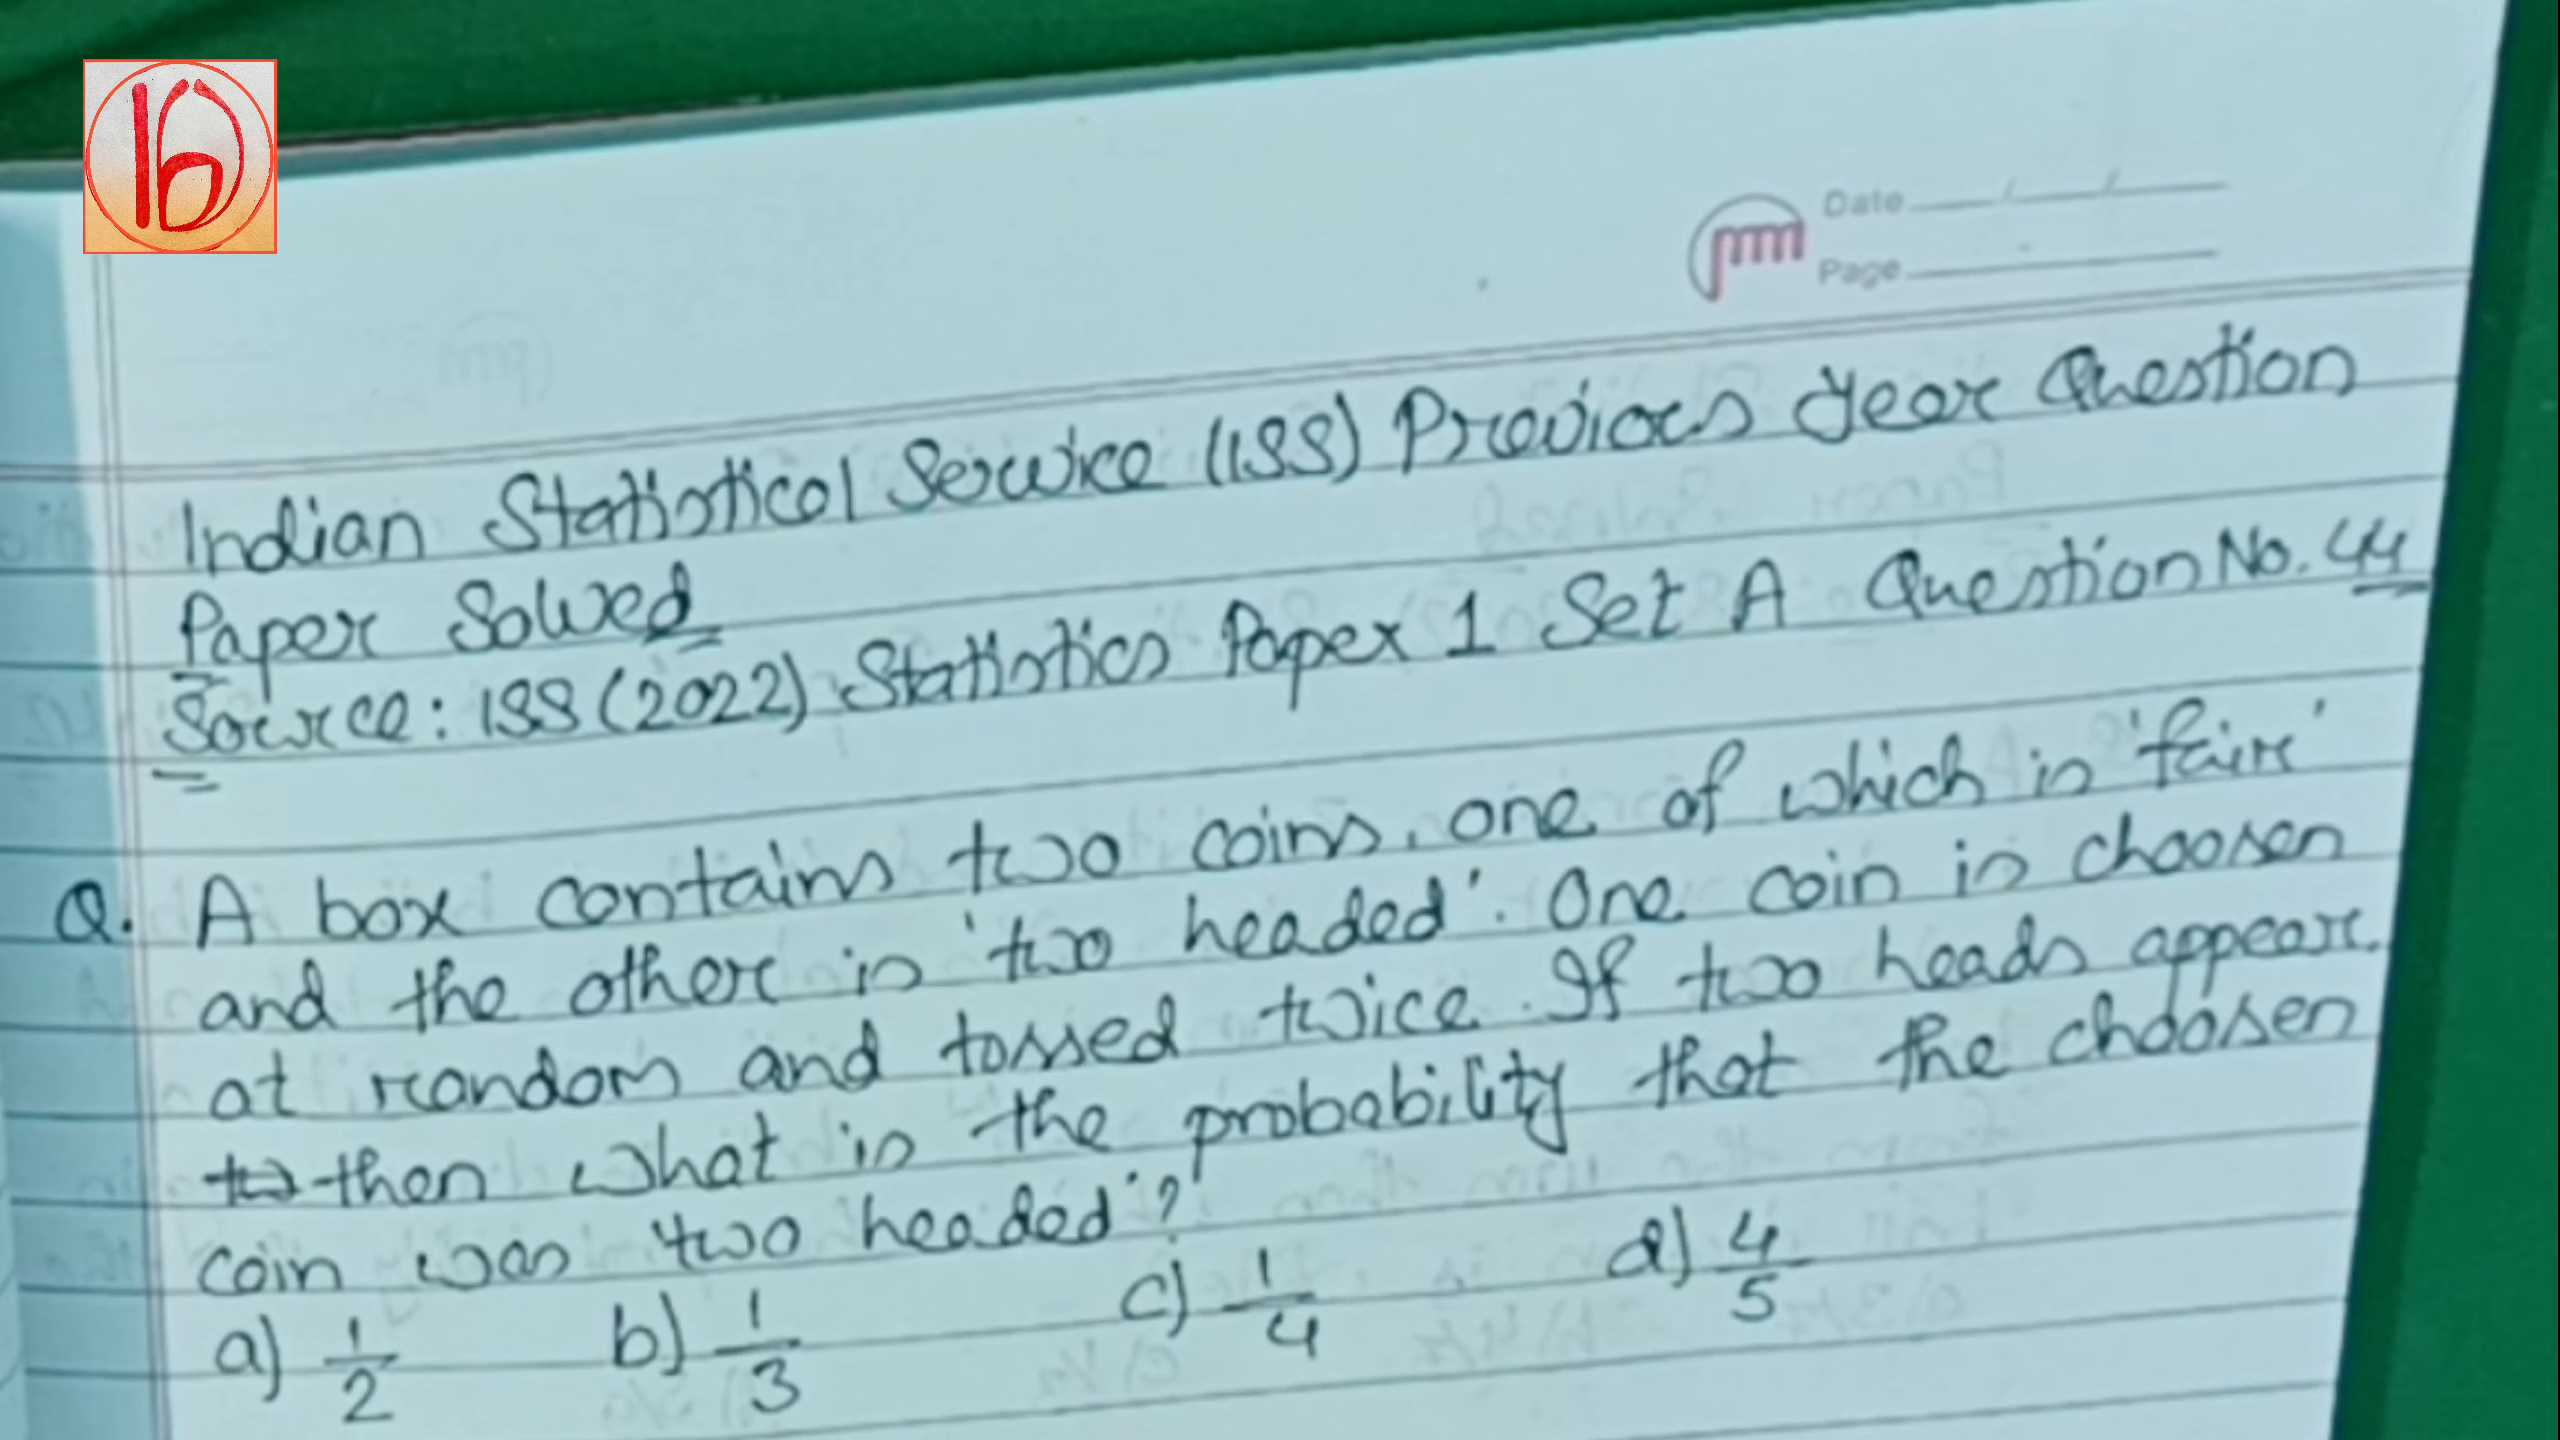 Date
Page
Indian Statistical Service (ISS) Previous Year Question
Paper Solved
Source: ISS (2022) Statistics Paper 1 Set A Question No. 44
Q. A box contains two coins, one of which is 'fair'
and the other is 'two headed'. One coin is choosen
at random and tossed twice. If two heads appear.
then what is the probability that the choosen
coin was two headed'?
a) 1/2 b) 1/3 c) 1/4 d) 4/5